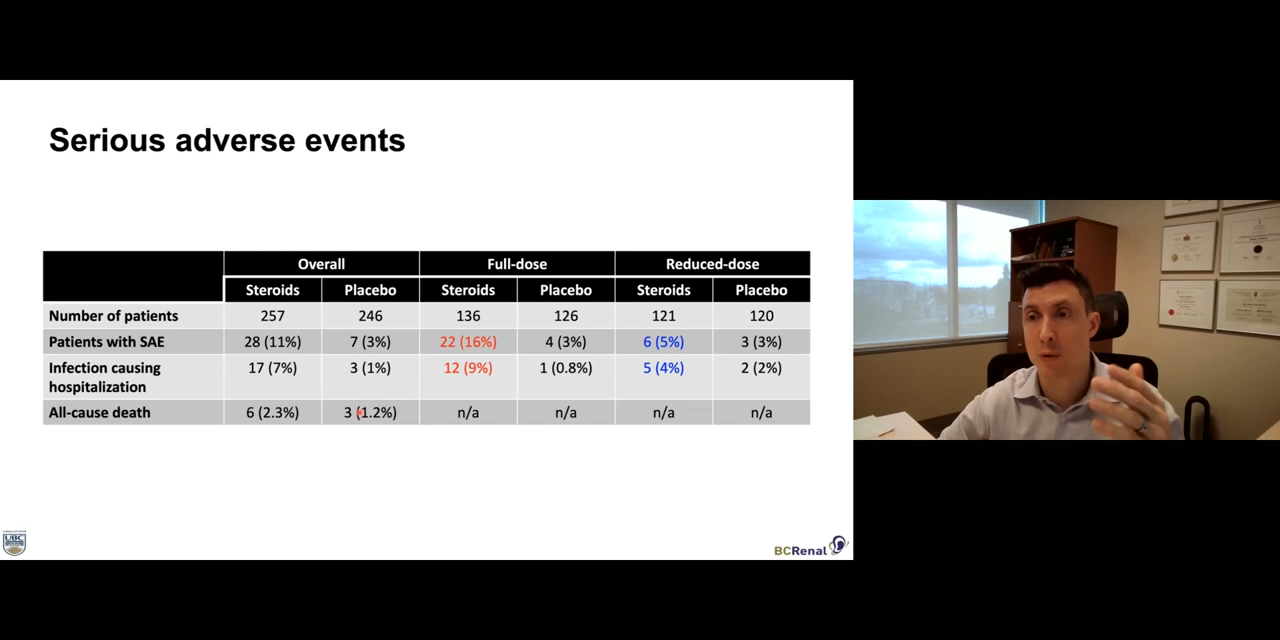 Serious adverse events
Overall Full-dose Reduced-dose
Steroids Placebo Steroids Placebo Steroids Placebo
Number of patients 257 246 136 126 121 120
Patients with SAE 28 (11%) 7 (3%) 22 (16%) 4 (3%) 6 (5%) 3 (3%)
Infection causing hospitalization 17 (7%) 3 (1%) 12 (9%) 1 (0.8%) 5 (4%) 2 (2%)
All-cause death 6 (2.3%) 3 (1.2%) n/a n/a n/a n/a
UBC
BCRenal